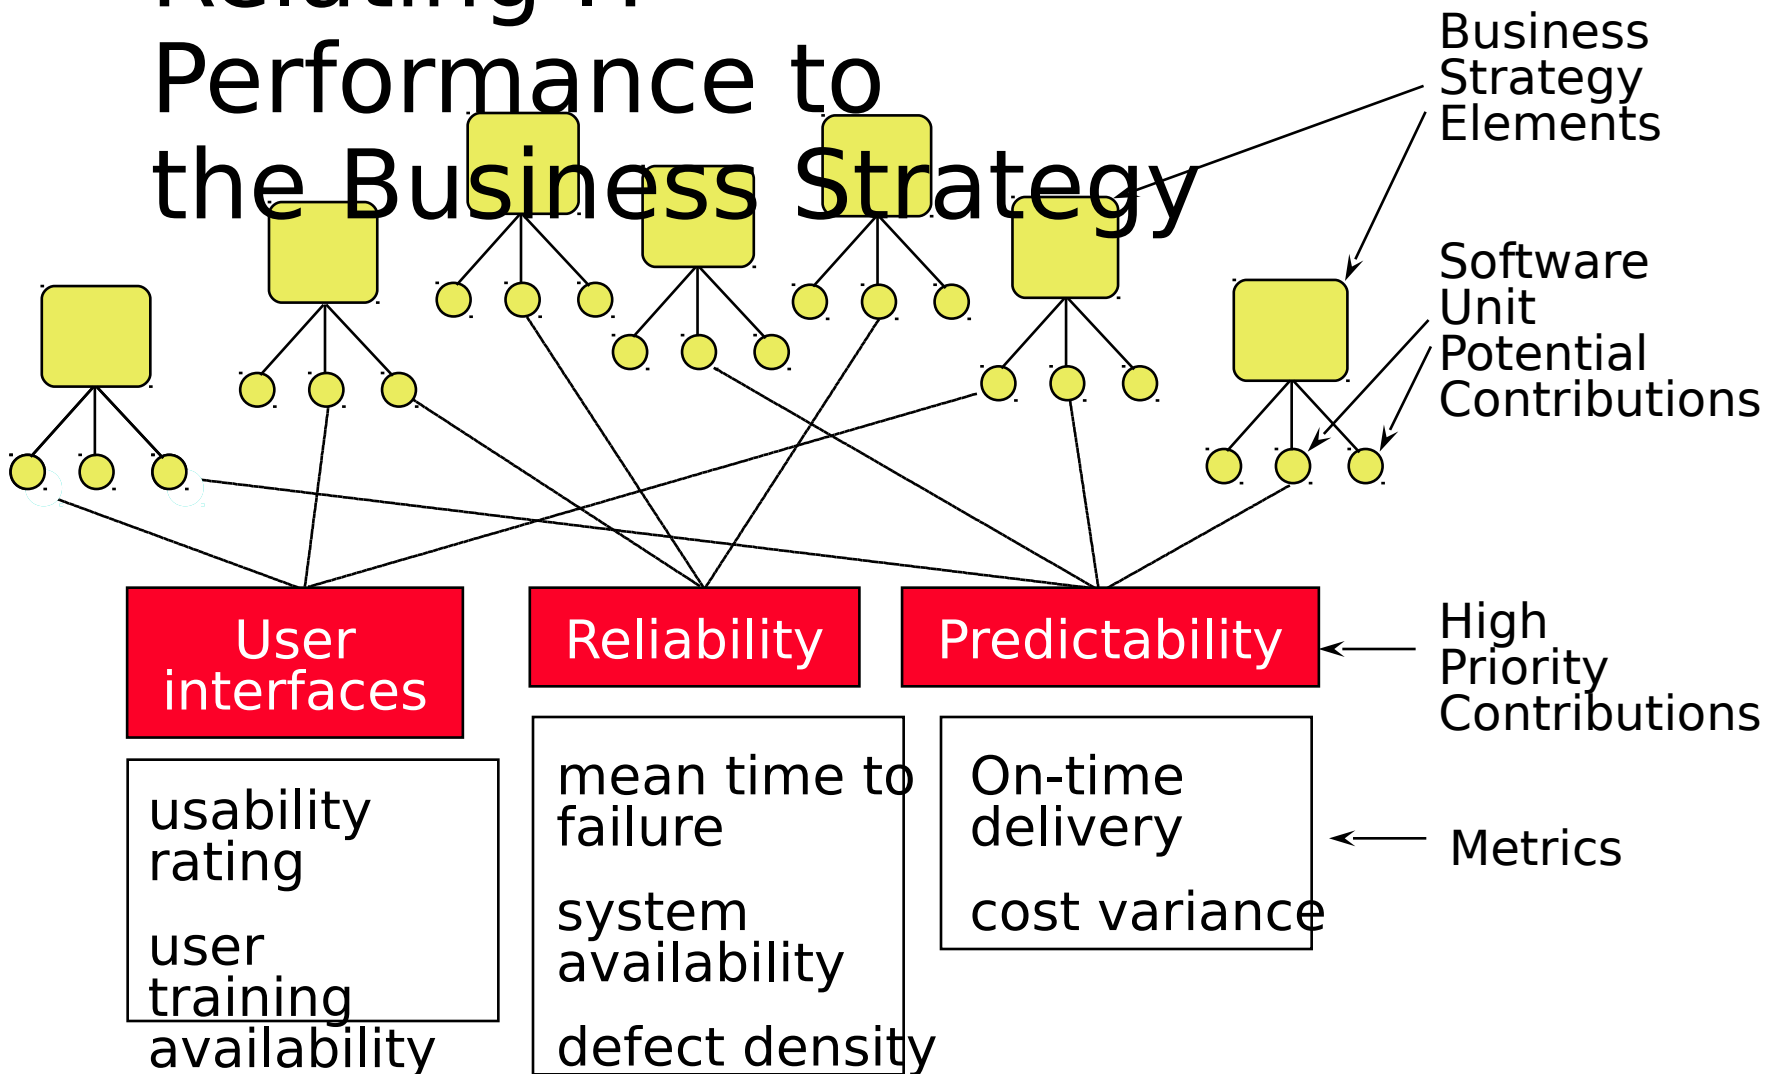 Performance to
the Business Strategy
Business
Strategy
Elements
Software
Unit
Potential
Contributions
User
interfaces
Reliability
Predictability
High
Priority
Contributions
usability
rating
user
training
availability
mean time to
failure
system
availability
defect density
On-time
delivery
cost variance
Metrics